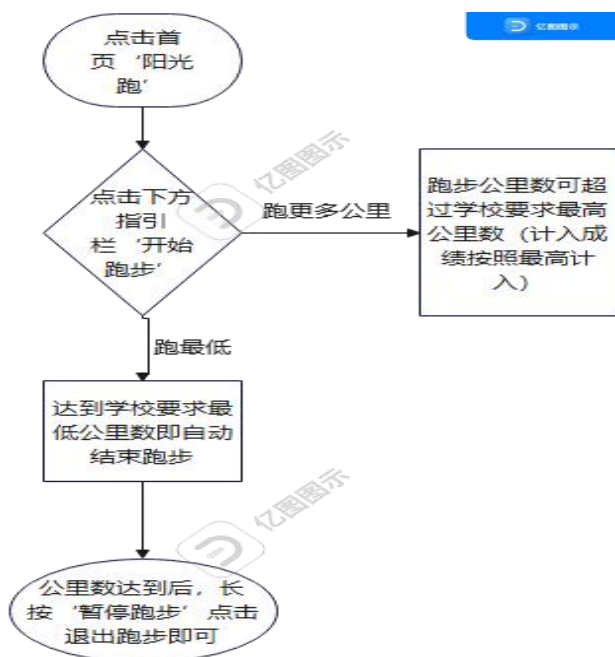 亿图图示
点击首
页‘阳光
跑’
亿图图示
点击下方
指引
栏‘开始
跑步’
跑更多公里
跑步公里数可超
过学校要求最高
公里数（计入成
绩按照最高计
入）
跑最低
达到学校要求最
低公里数即自动
结束跑步
亿图图示
公里数达到后，长
按‘暂停跑步’点击
退出跑步即可